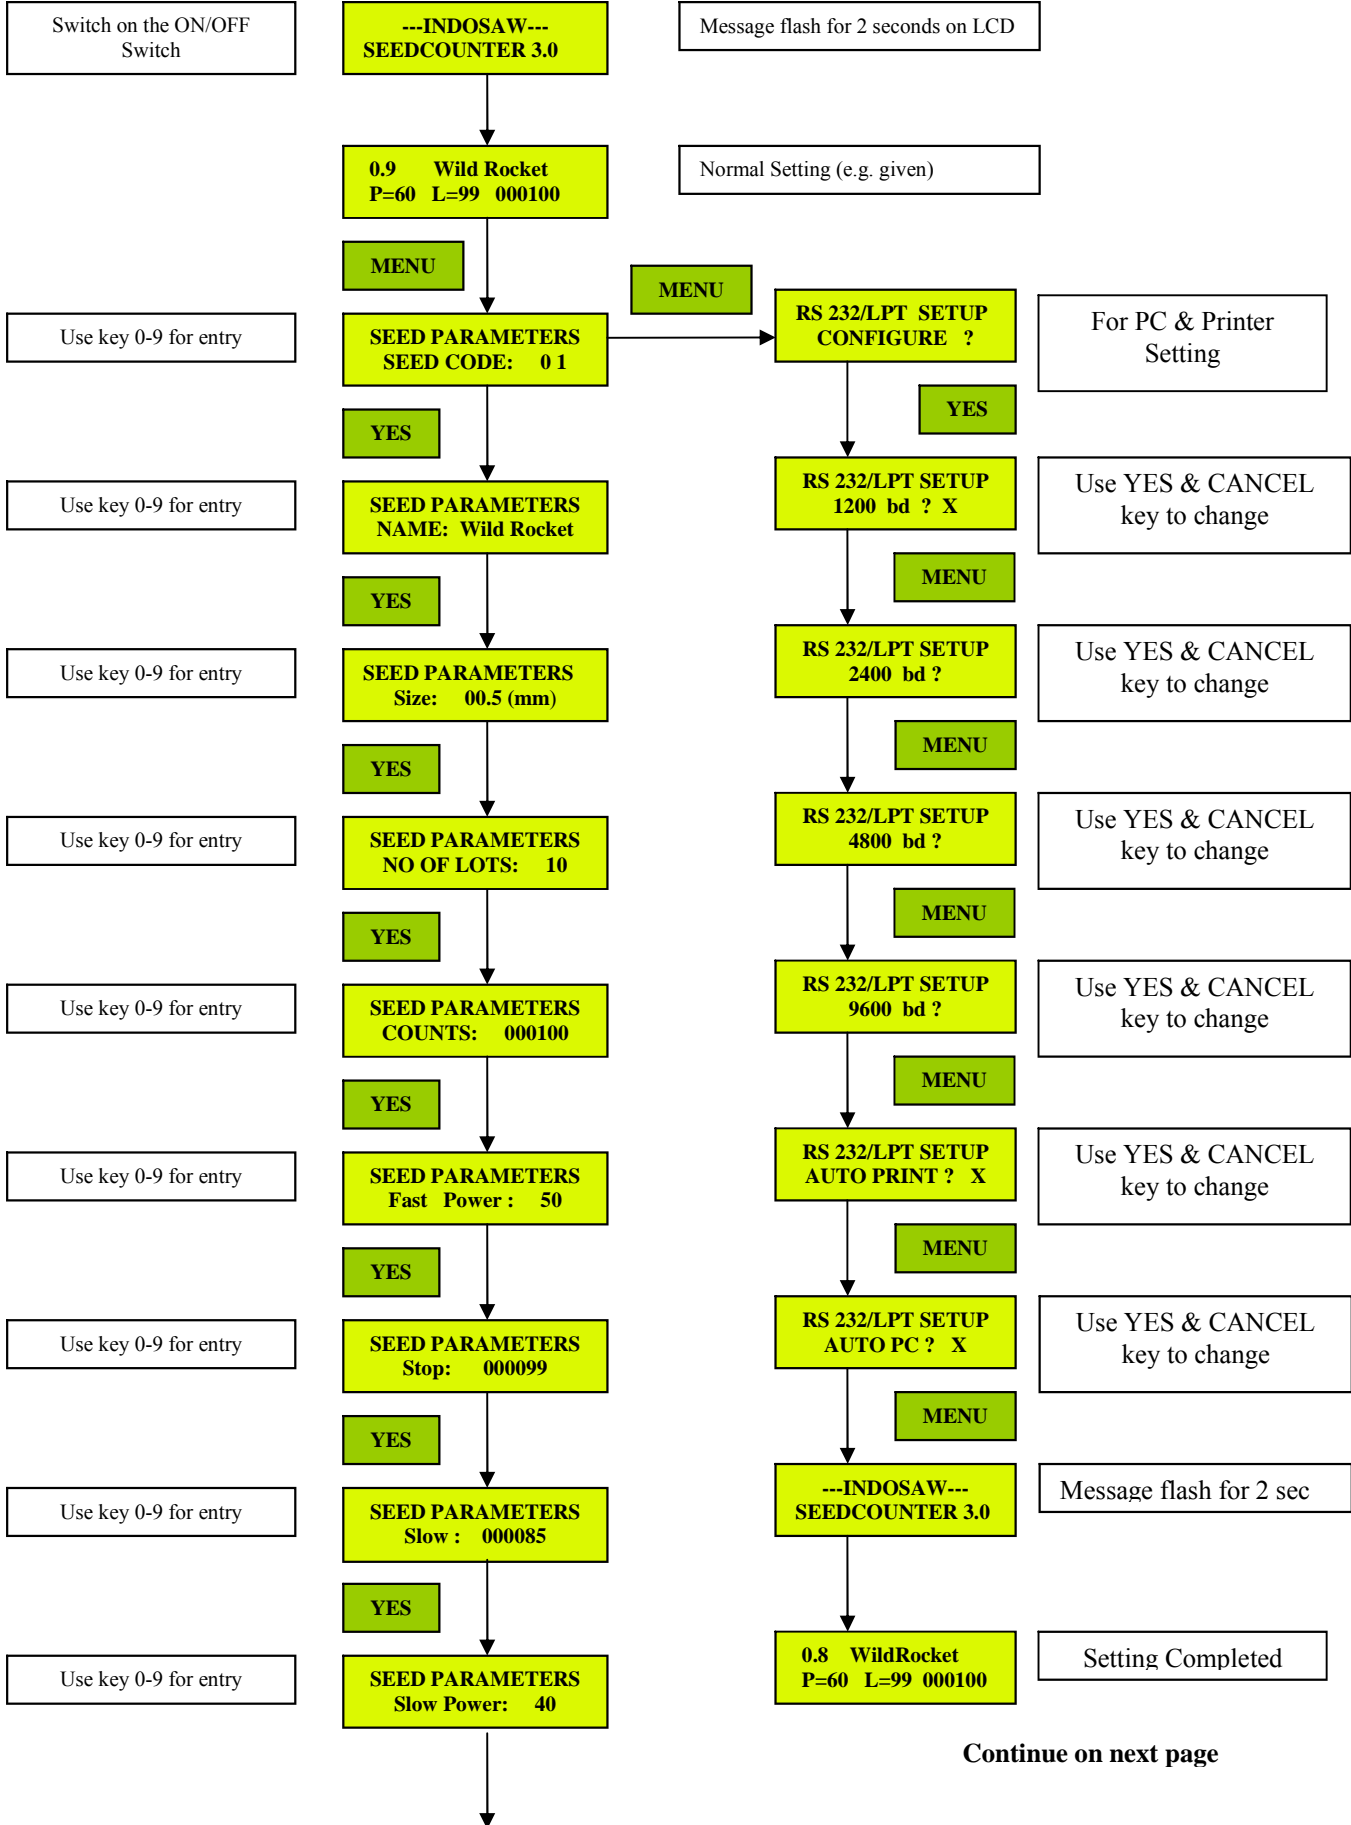 Switch on the ON/OFF
Switch
---INDOSAW---
SEEDCOUNTER 3.0
Message flash for 2 seconds on LCD
0.9 Wild Rocket
P=60 L=99 000100
Normal Setting (e.g. given)
MENU
MENU
Use key 0-9 for entry
SEED PARAMETERS
SEED CODE: 0 1
RS 232/LPT SETUP
CONFIGURE ?
For PC & Printer
Setting
YES
YES
Use key 0-9 for entry
SEED PARAMETERS
NAME: Wild Rocket
RS 232/LPT SETUP
1200 bd ? X
Use YES & CANCEL
key to change
YES
MENU
Use key 0-9 for entry
SEED PARAMETERS
Size: 00.5 (mm)
RS 232/LPT SETUP
2400 bd ?
Use YES & CANCEL
key to change
YES
MENU
Use key 0-9 for entry
SEED PARAMETERS
NO OF LOTS: 10
RS 232/LPT SETUP
4800 bd ?
Use YES & CANCEL
key to change
YES
MENU
Use key 0-9 for entry
SEED PARAMETERS
COUNTS: 000100
RS 232/LPT SETUP
9600 bd ?
Use YES & CANCEL
key to change
YES
MENU
Use key 0-9 for entry
SEED PARAMETERS
Fast Power : 50
RS 232/LPT SETUP
AUTO PRINT ? X
Use YES & CANCEL
key to change
YES
MENU
Use key 0-9 for entry
SEED PARAMETERS
Stop: 000099
RS 232/LPT SETUP
AUTO PC ? X
Use YES & CANCEL
key to change
YES
MENU
Use key 0-9 for entry
SEED PARAMETERS
Slow : 000085
---INDOSAW---
SEEDCOUNTER 3.0
Message flash for 2 sec
YES
Use key 0-9 for entry
SEED PARAMETERS
Slow Power: 40
0.8 WildRocket
P=60 L=99 000100
Setting Completed
Continue on next page